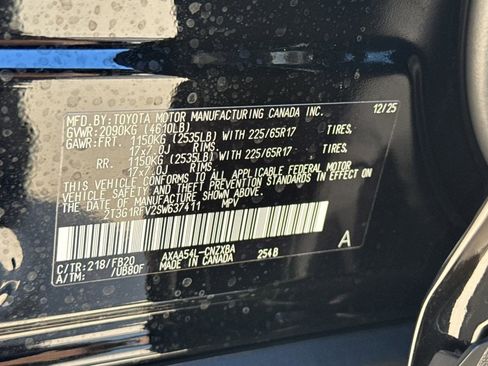 MFD.BY:TOYOTA MOTOR MANUFACTURING CANADA INC. 12/25
GVWR:2090KG (4610LB)
GAWR:FRT. 1150KG (2535LB) WITH 225/65R17 TIRES,
17x7.0J RIMS,
RR. 1150KG (2535LB) WITH 225/65R17 TIRES,
17x7.0J RIMS,
THIS VEHICLE CONFORMS TO ALL APPLICABLE FEDERAL MOTOR
VEHICLE SAFETY AND THEFT PREVENTION STANDARDS IN EFFECT ON
THE DATE OF MANUFACTURE SHOWN ABOVE.
2T3G1RFV2SW637411 MPV
C/TR:218/FB20 AXAA54L-CNZXBA
A/TM: /UB80F MADE IN CANADA 254B A